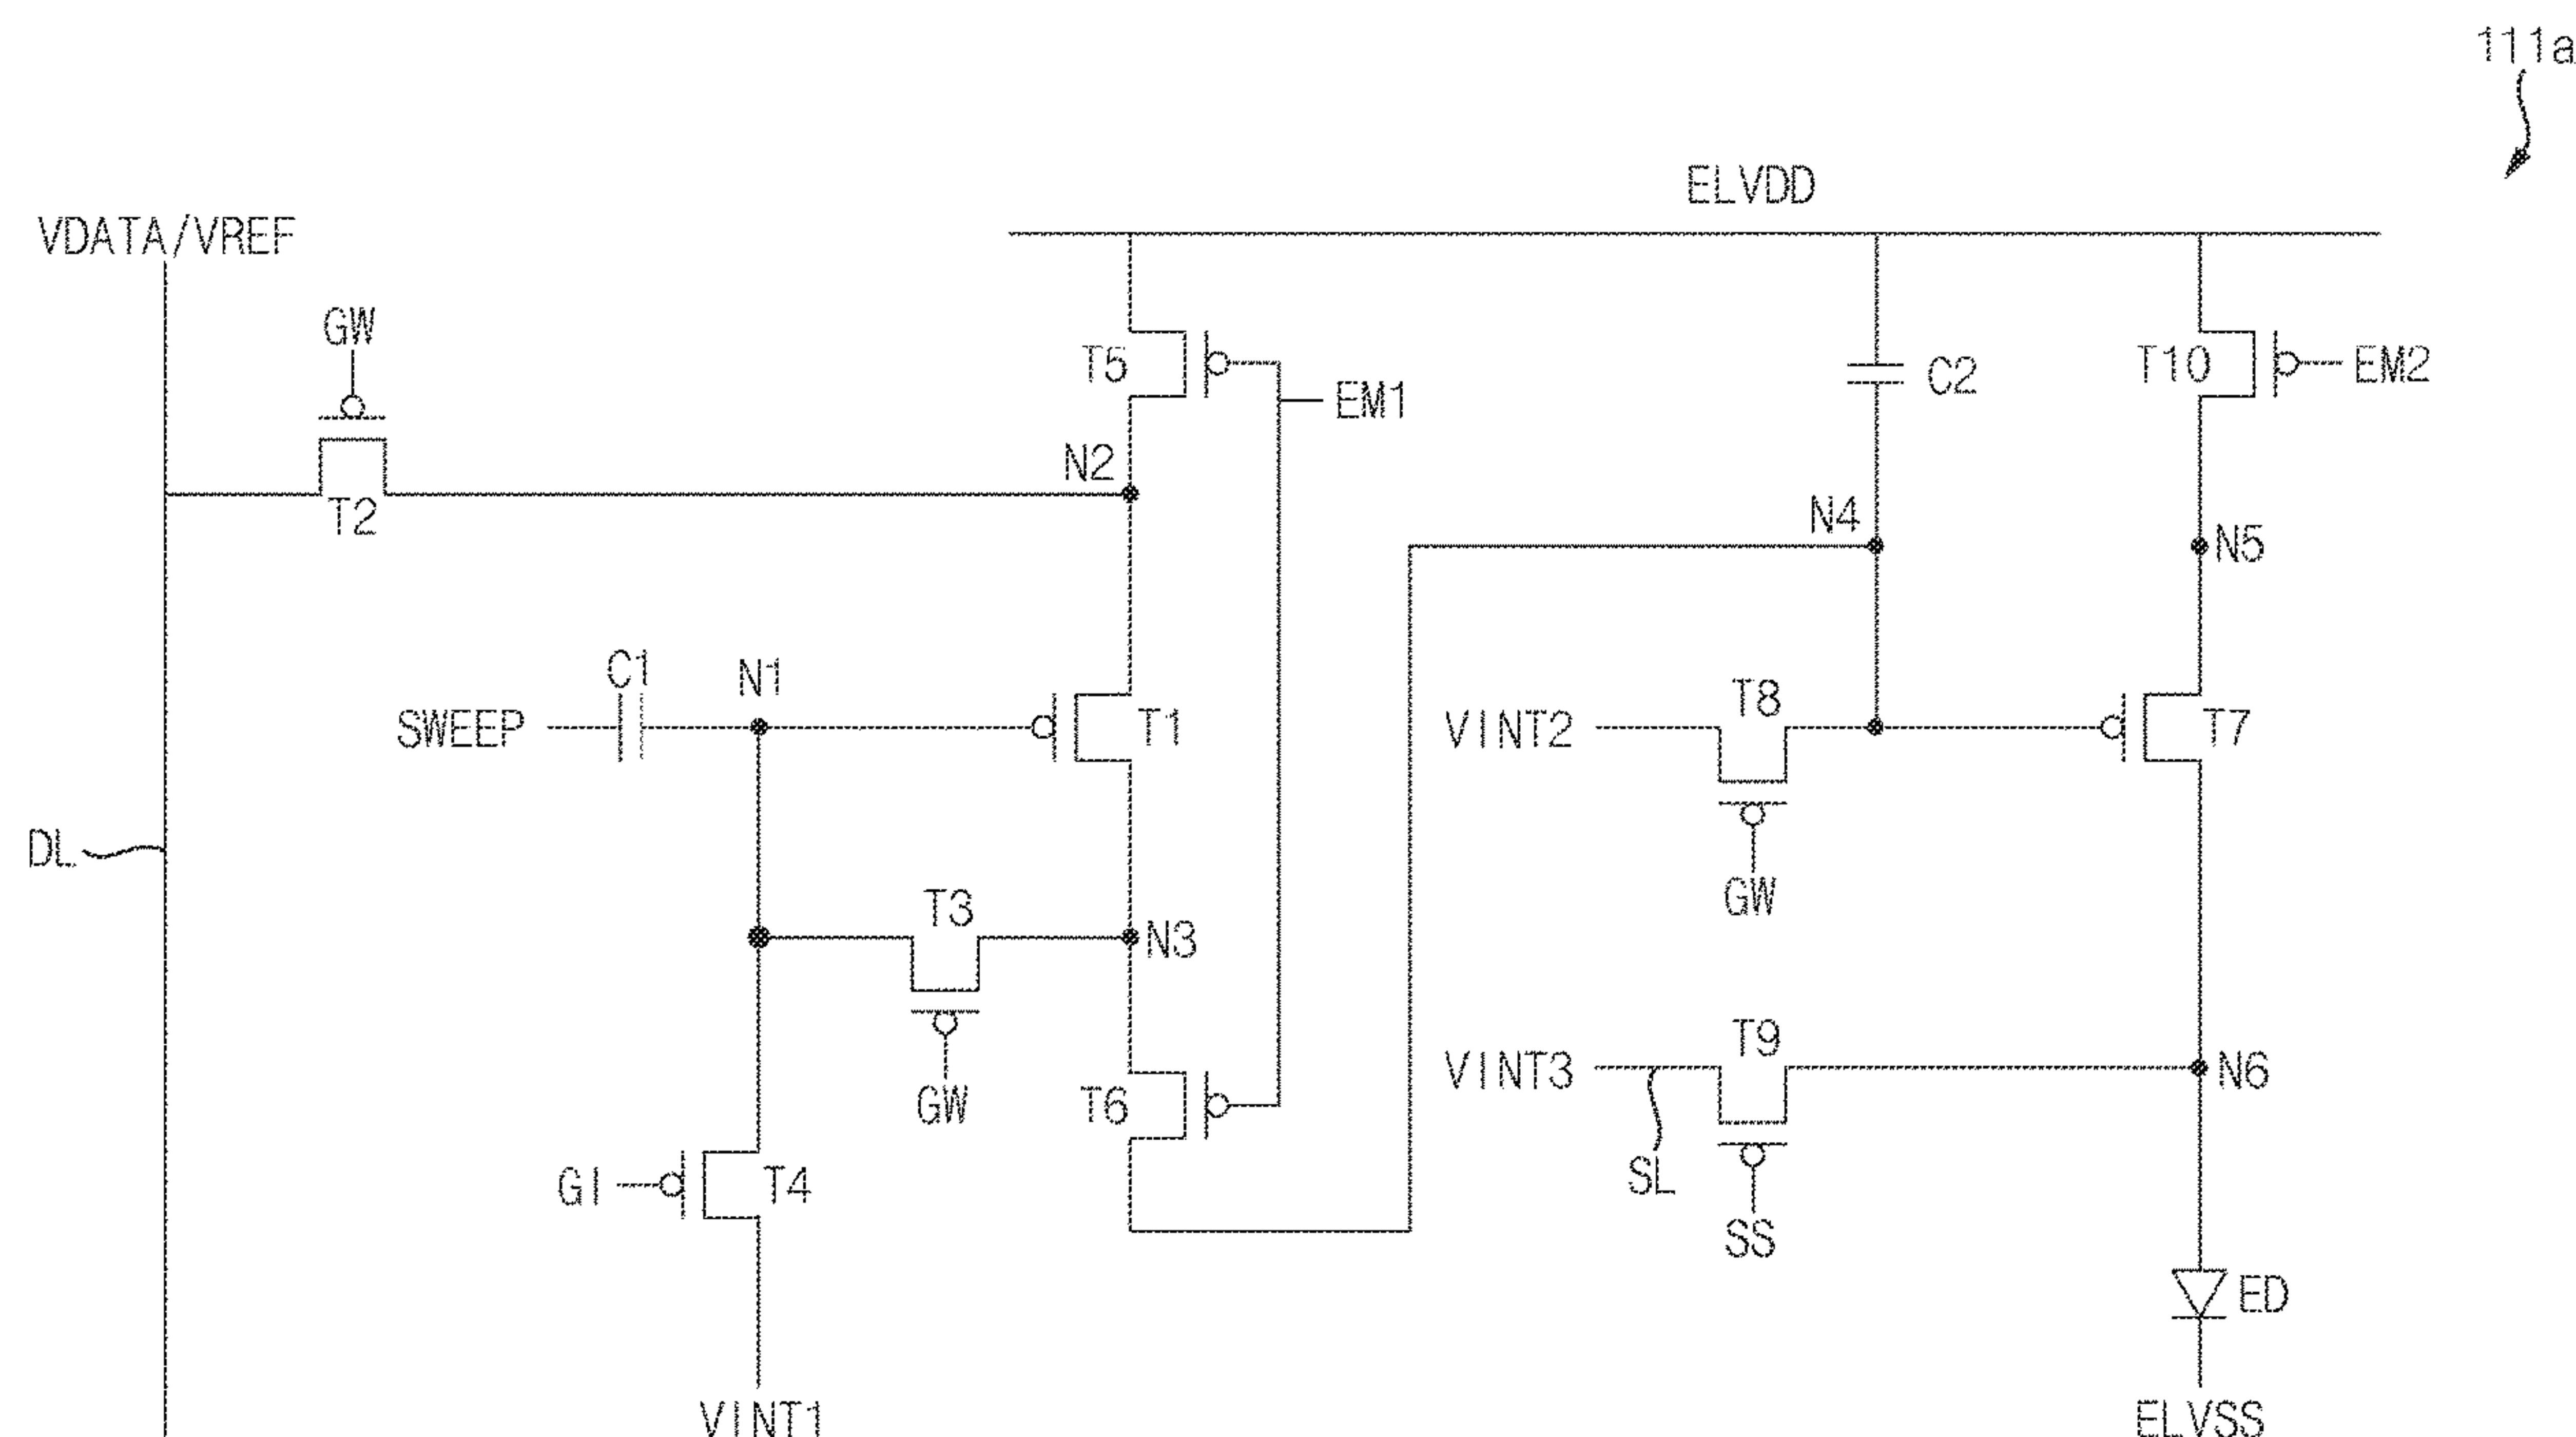 111a
ELVDD
VDATA/VREF
GW
T5
T10
EM2
C2
EM1
N2
T2
N4
N5
C1
N1
T8
SWEEP
T1
VINT2
T7
DL
GW
T3
N3
T9
VINT3
N6
GW
T6
GI
T4
SL
SS
ED
VINT1
ELVSS